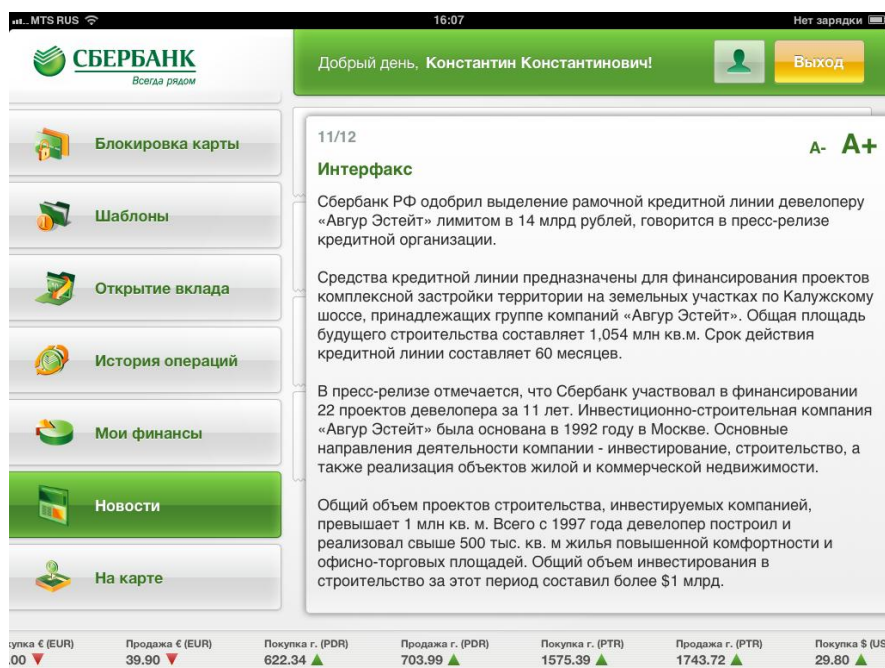 MTS RUS
16:07
Нет зарядки
СБЕРБАНК
Всегда рядом
Добрый день, Константин Константинович!
Выход
Блокировка карты
Шаблоны
Открытие вклада
История операций
Мои финансы
Новости
На карте
11/12
A- A+
Интерфакс
Сбербанк РФ одобрил выделение рамочной кредитной линии девелоперу
«Авгур Эстейт» лимитом в 14 млрд рублей, говорится в пресс-релизе
кредитной организации.
Средства кредитной линии предназначены для финансирования проектов
комплексной застройки территории на земельных участках по Калужскому
шоссе, принадлежащих группе компаний «Авгур Эстейт». Общая площадь
будущего строительства составляет 1,054 млн кв.м. Срок действия
кредитной линии составляет 60 месяцев.
В пресс-релизе отмечается, что Сбербанк участвовал в финансировании
22 проектов девелопера за 11 лет. Инвестиционно-строительная компания
«Авгур Эстейт» была основана в 1992 году в Москве. Основные
направления деятельности компании - инвестирование, строительство, а
также реализация объектов жилой и коммерческой недвижимости.
Общий объем проектов строительства, инвестируемых компанией,
превышает 1 млн кв. м. Всего с 1997 года девелопер построил и
реализовал свыше 500 тыс. кв. м жилья повышенной комфортности и
офисно-торговых площадей. Общий объем инвестирования в
строительство за этот период составил более $1 млрд.
упка € (EUR) Продажа € (EUR) Покупка г. (PDR) Продажа г. (PDR) Покупка г. (PTR) Продажа г. (PTR) Покупка $ (US
.00 39.90 622.34 703.99 1575.39 1743.72 29.80